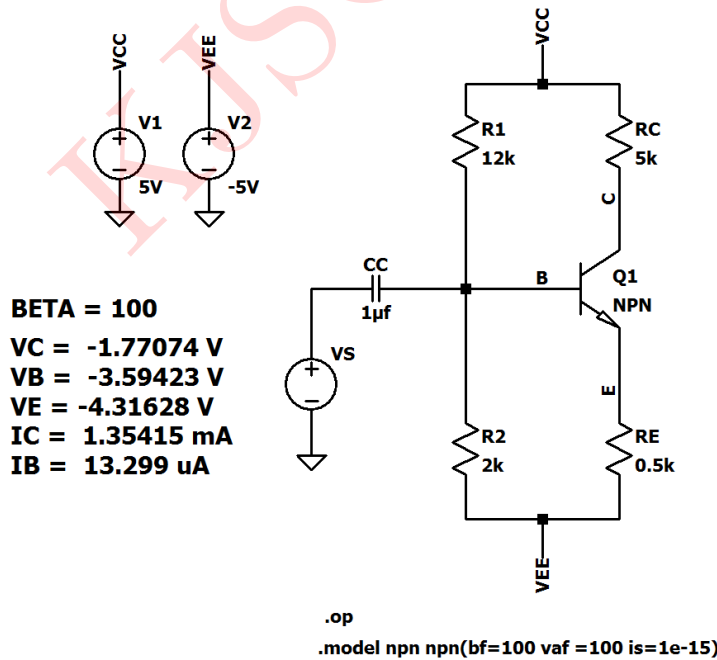 KJS
VCC
VEE
V1
5V
V2
-5V
VCC
R1
12k
RC
5k
C
CC
1µf
B
Q1
NPN
VS
E
R2
2k
RE
0.5k
VEE
BETA = 100
VC = -1.77074 V
VB = -3.59423 V
VE = -4.31628 V
IC = 1.35415 mA
IB = 13.299 uA
.op
.model npn npn(bf=100 vaf =100 is=1e-15)